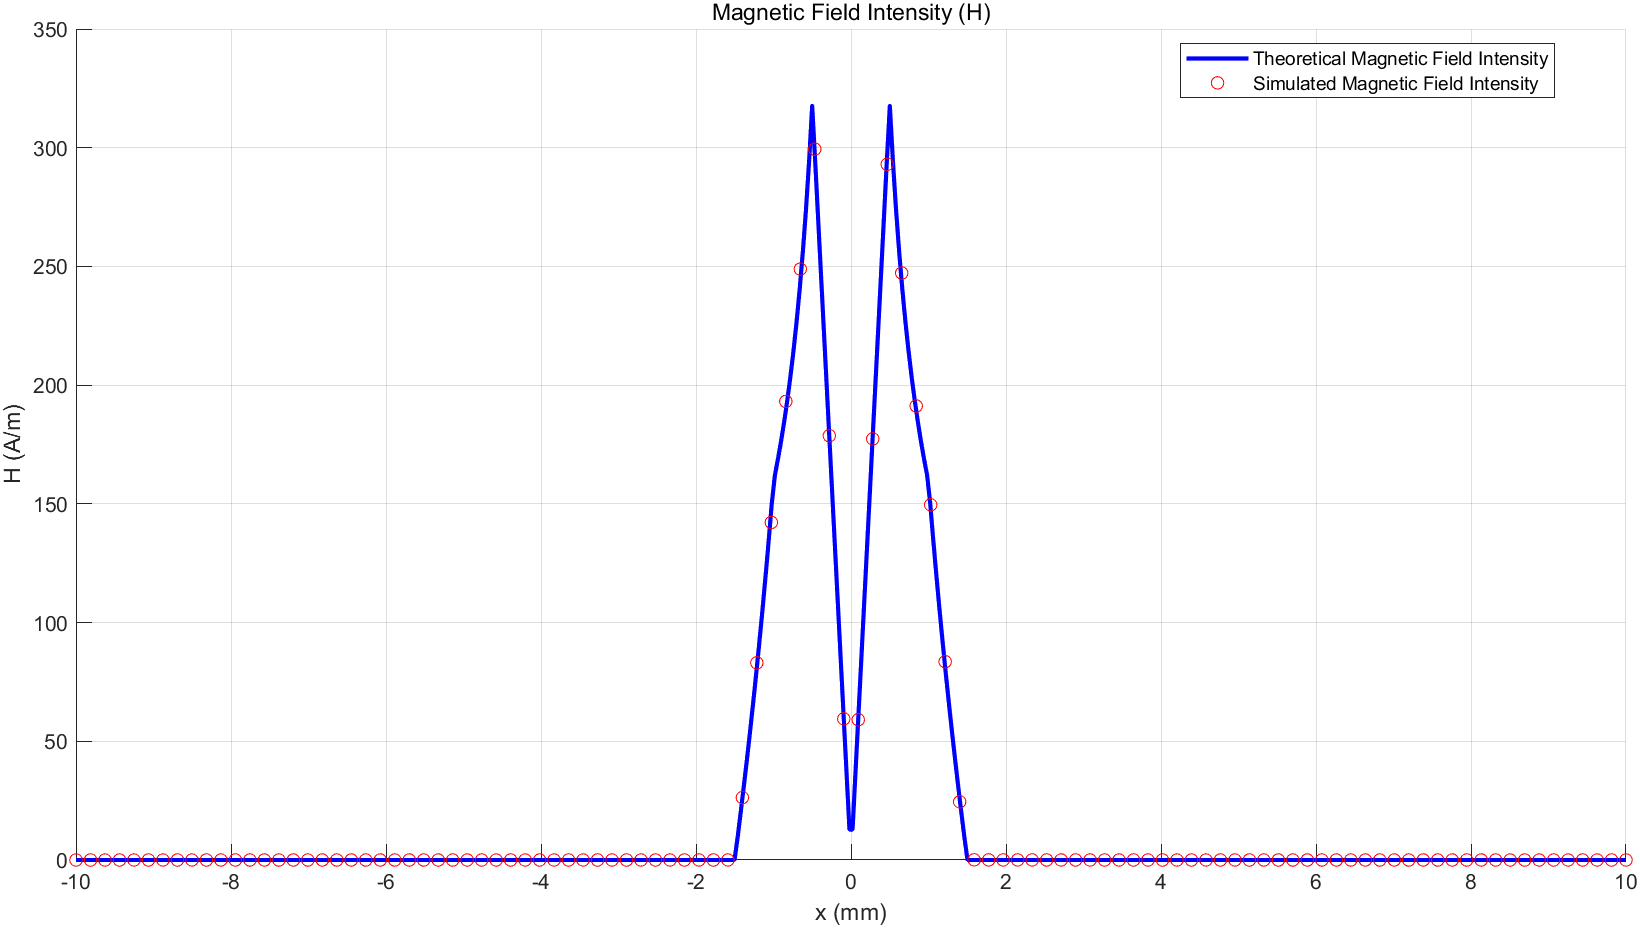 Magnetic Field Intensity (H)
350
300
250
200
150
100
50
0
H (A/m)
Theoretical Magnetic Field Intensity
Simulated Magnetic Field Intensity
-10 -8 -6 -4 -2 0 2 4 6 8 10
x (mm)